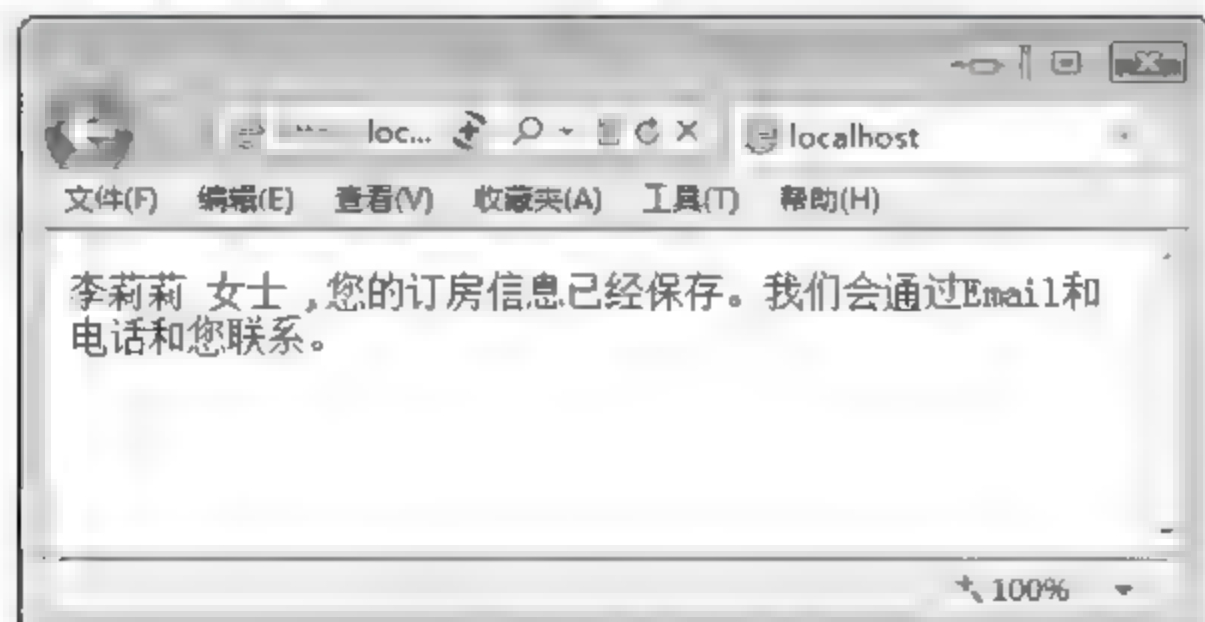 loc...
localhost
文件(F) 编辑(E) 查看(V) 收藏夹(A) 工具(T) 帮助(H)
李莉莉 女士 ,您的订房信息已经保存。我们会通过Email和
电话和您联系。
100%